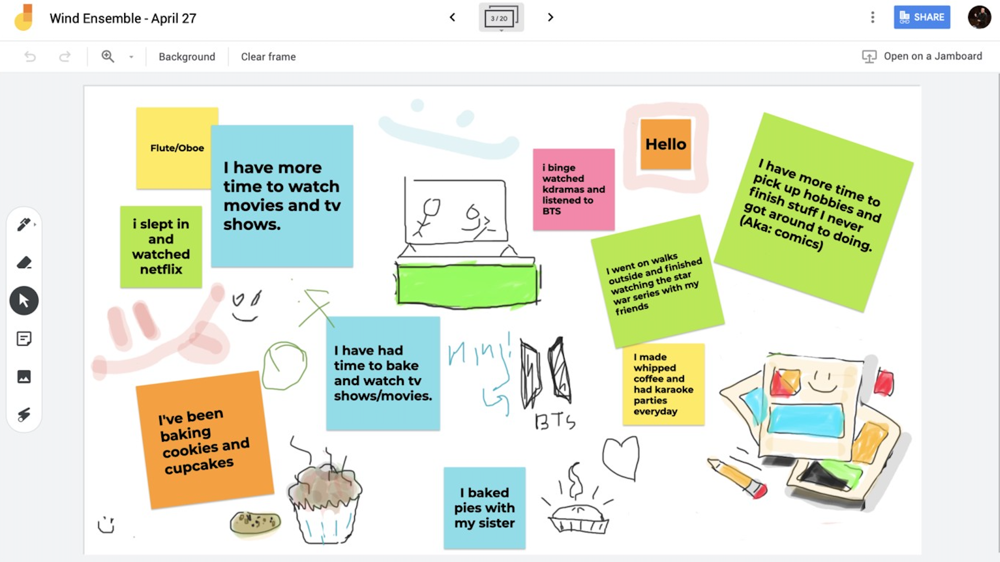 Wind Ensemble - April 27
3 / 20
SHARE
Background
Clear frame
Open on a Jamboard
Flute/Oboe
I have more
time to watch
movies and tv
shows.
i slept in
and
watched
netflix
i binge
watched
kdramas and
listened to
BTS
Hello
I have more time to
pick up hobbies and
finish stuff I never
got around to doing.
(Aka: comics)
I went on walks
outside and finished
watching the star
war series with my
friends
I have had
time to bake
and watch tv
shows/movies.
BTS
I made
whipped
coffee and
had karaoke
parties
everyday
I've been
baking
cookies and
cupcakes
I baked
pies with
my sister